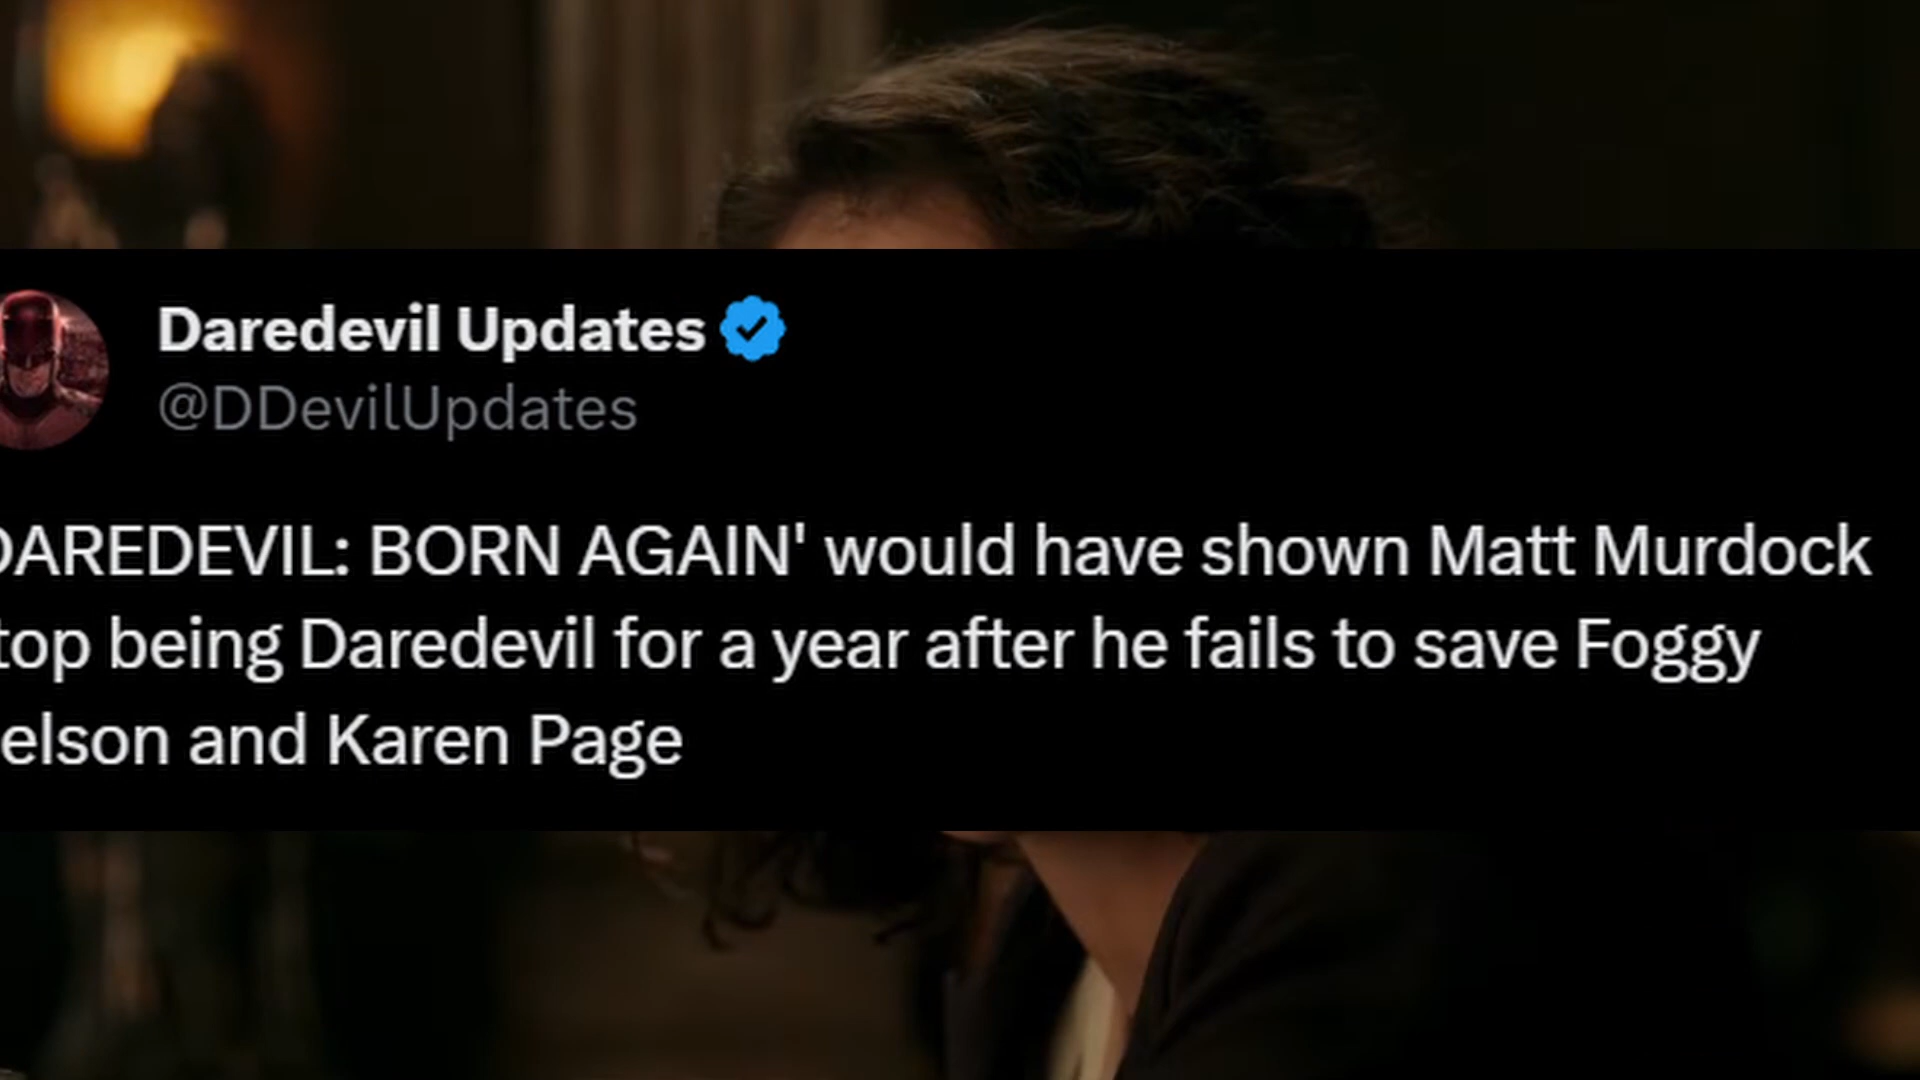 Daredevil Updates
@DDevilUpdates
DAREDEVIL: BORN AGAIN' would have shown Matt Murdock
top being Daredevil for a year after he fails to save Foggy
elson and Karen Page